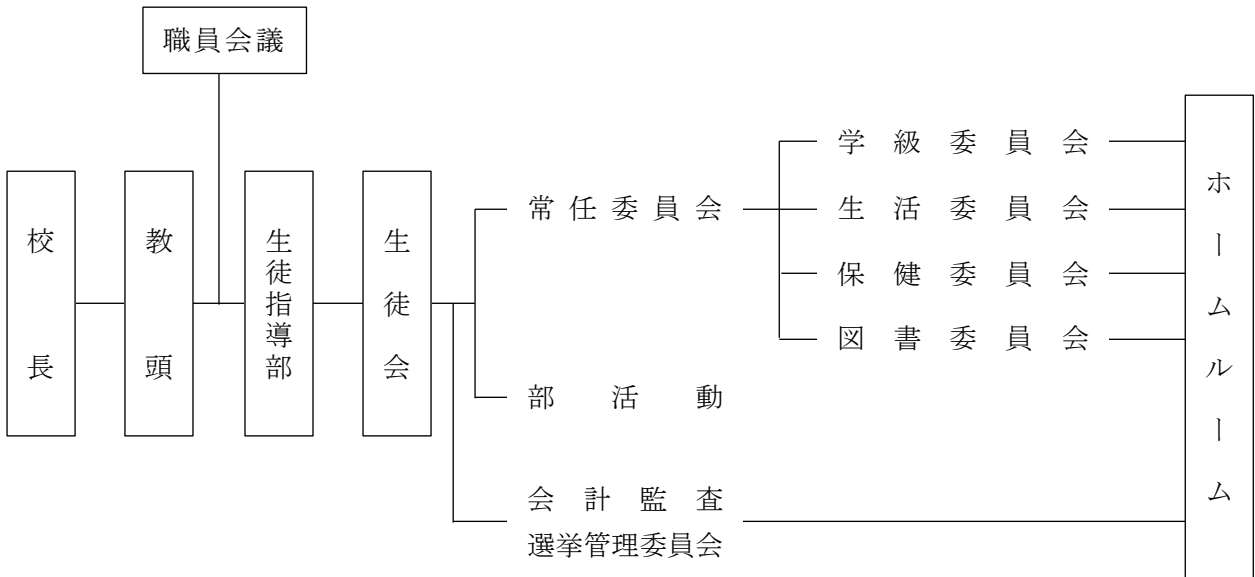 職員会議
校長
教頭
生徒指導部
生徒会
常任委員会
部活動
会計監査
選挙管理委員会
学級委員会
生活委員会
保健委員会
図書委員会
ホームルーム